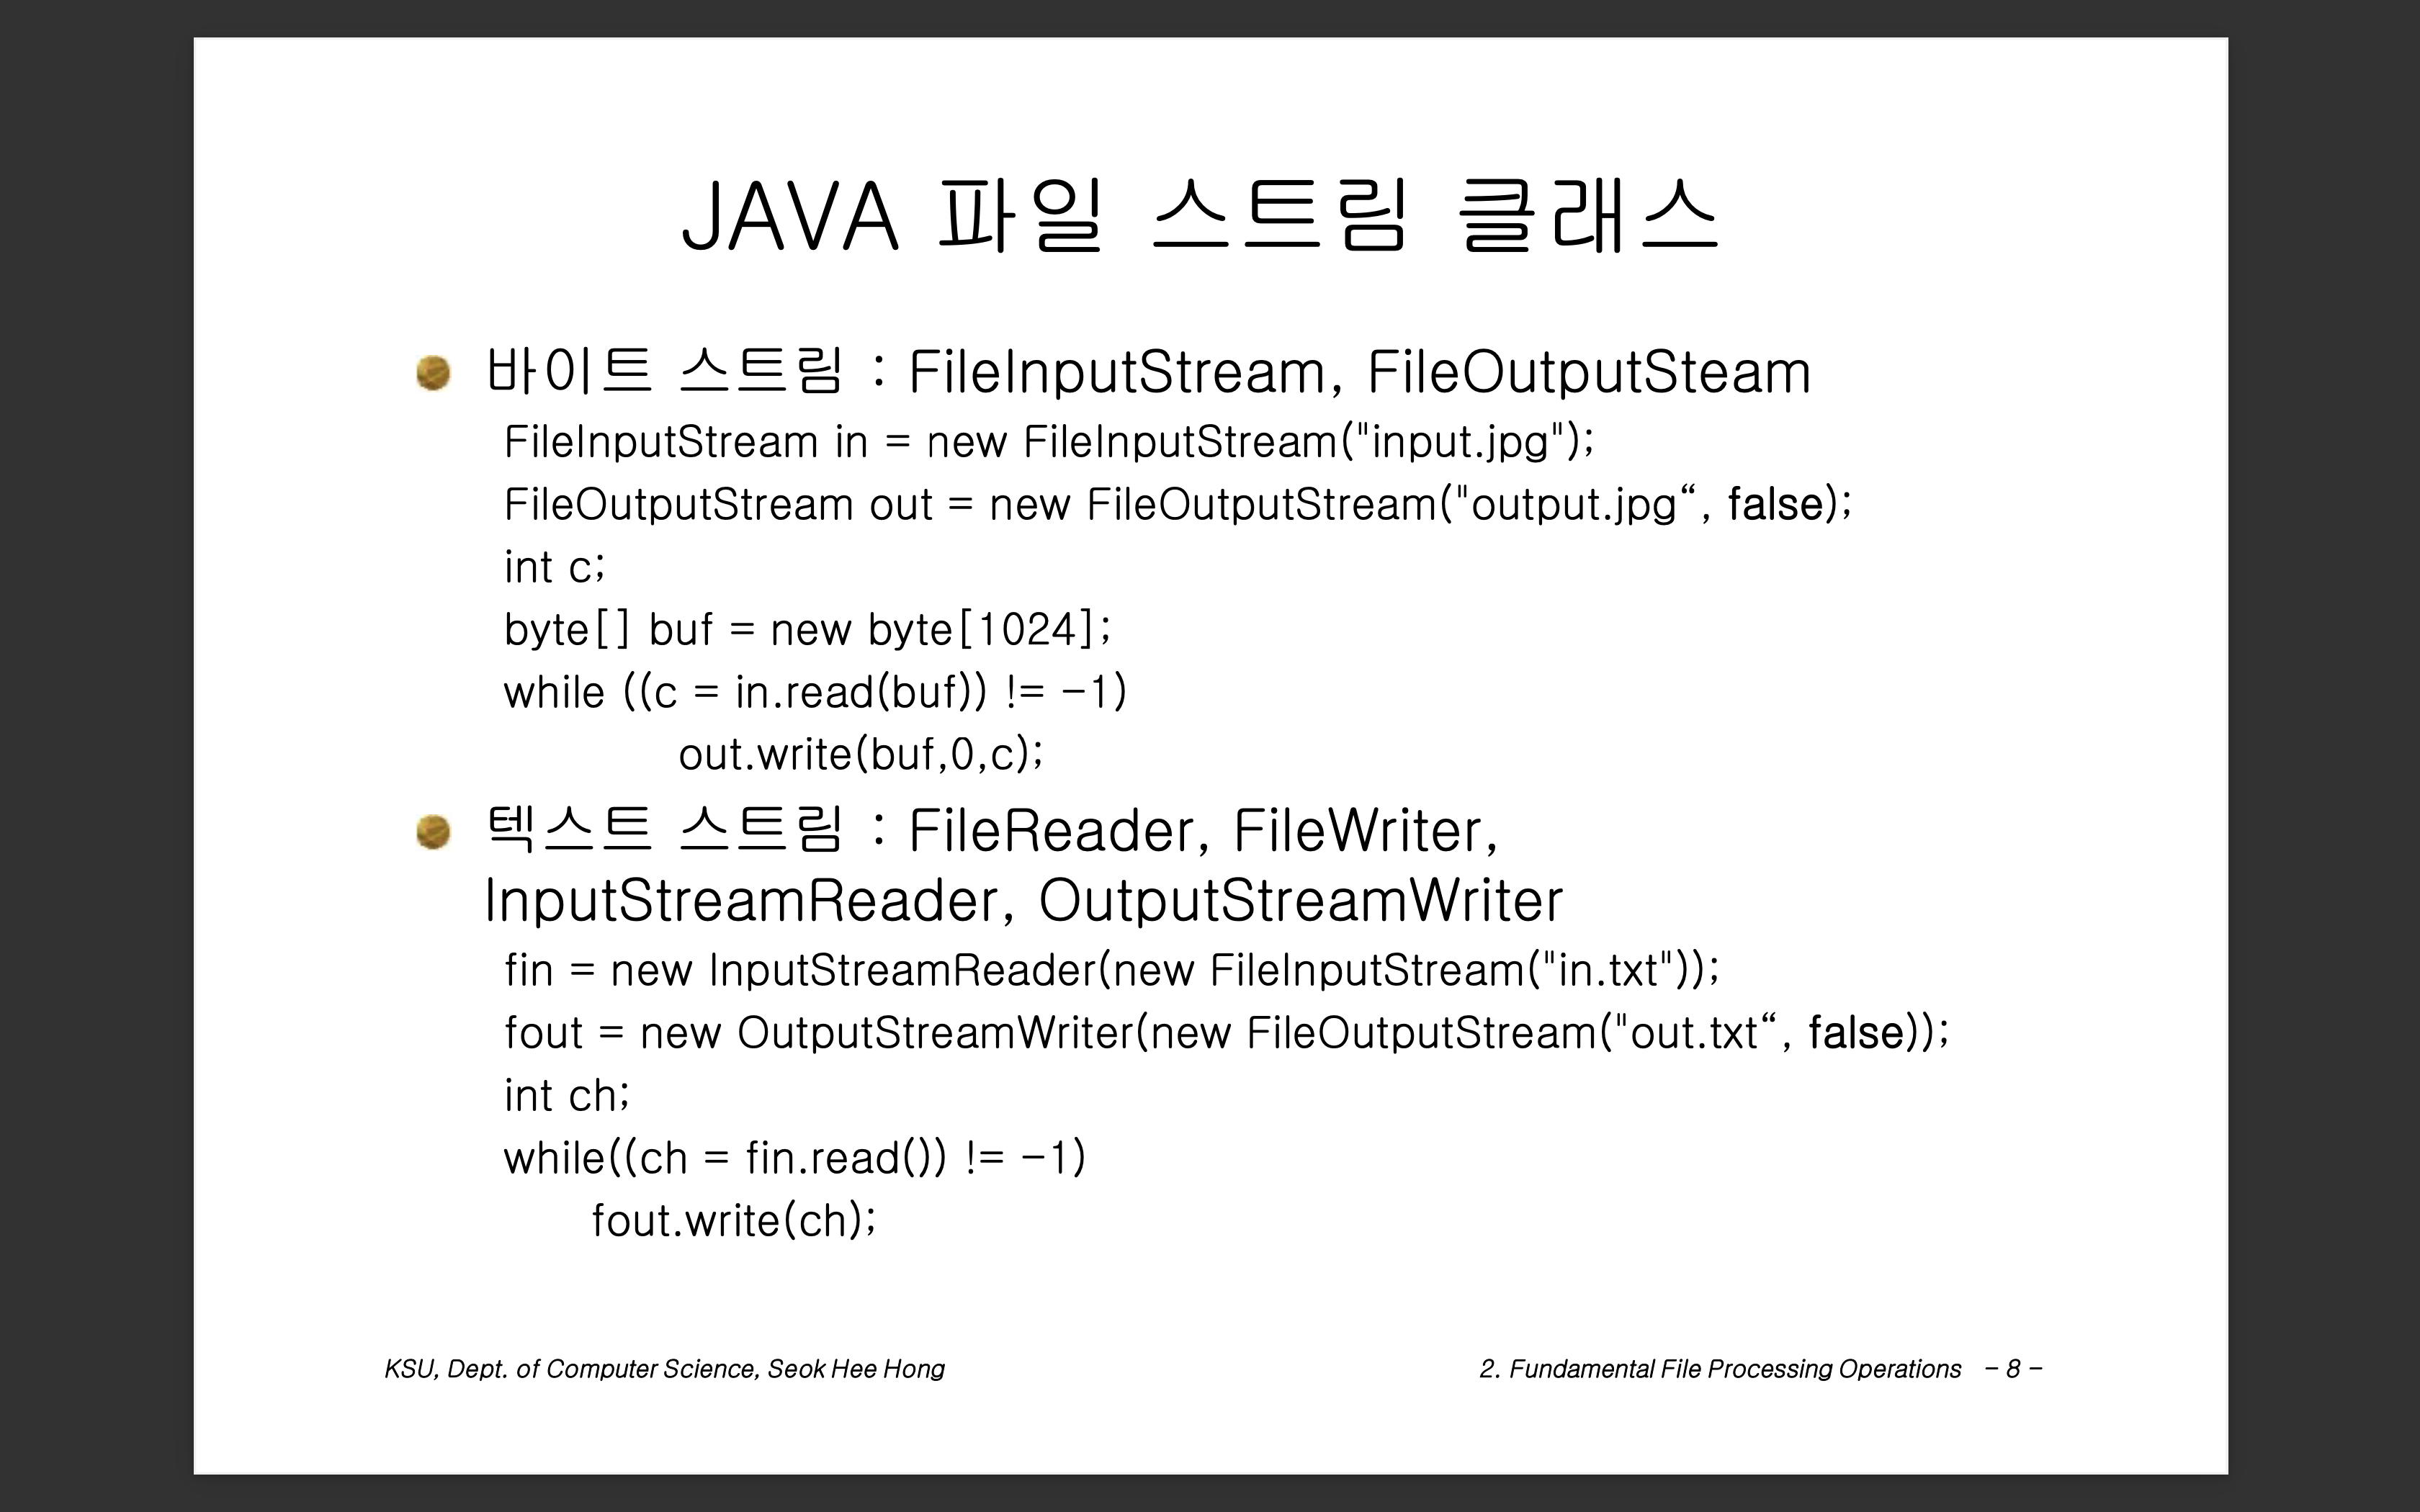 JAVA 파일 스트림 클래스
바이트 스트림 : FileInputStream, FileOutputSteam
FileInputStream in = new FileInputStream("input.jpg");
FileOutputStream out = new FileOutputStream("output.jpg“, false);
int c;
byte[] buf = new byte[1024];
while ((c = in.read(buf)) != -1)
out.write(buf,0,c);
텍스트 스트림 : FileReader, FileWriter,
InputStreamReader, OutputStreamWriter
fin = new InputStreamReader(new FileInputStream("in.txt"));
fout = new OutputStreamWriter(new FileOutputStream("out.txt“, false));
int ch;
while((ch = fin.read()) != -1)
fout.write(ch);
KSU, Dept. of Computer Science, Seok Hee Hong
2. Fundamental File Processing Operations - 8 -